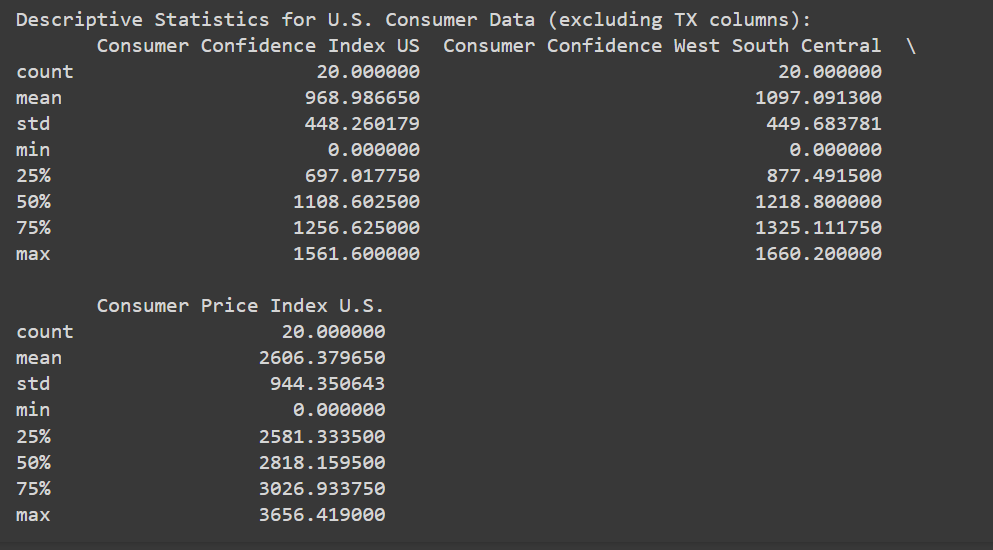 Descriptive Statistics for U.S. Consumer Data (excluding TX columns):
Consumer Confidence Index US  Consumer Confidence West South Central  \
count 20.000000 20.000000
mean 968.986650 1097.091300
std 448.260179 449.683781
min 0.000000 0.000000
25% 697.017750 877.491500
50% 1108.602500 1218.800000
75% 1256.625000 1325.111750
max 1561.600000 1660.200000
Consumer Price Index U.S.
count 20.000000
mean 2606.379650
std 944.350643
min 0.000000
25% 2581.333500
50% 2818.159500
75% 3026.933750
max 3656.419000